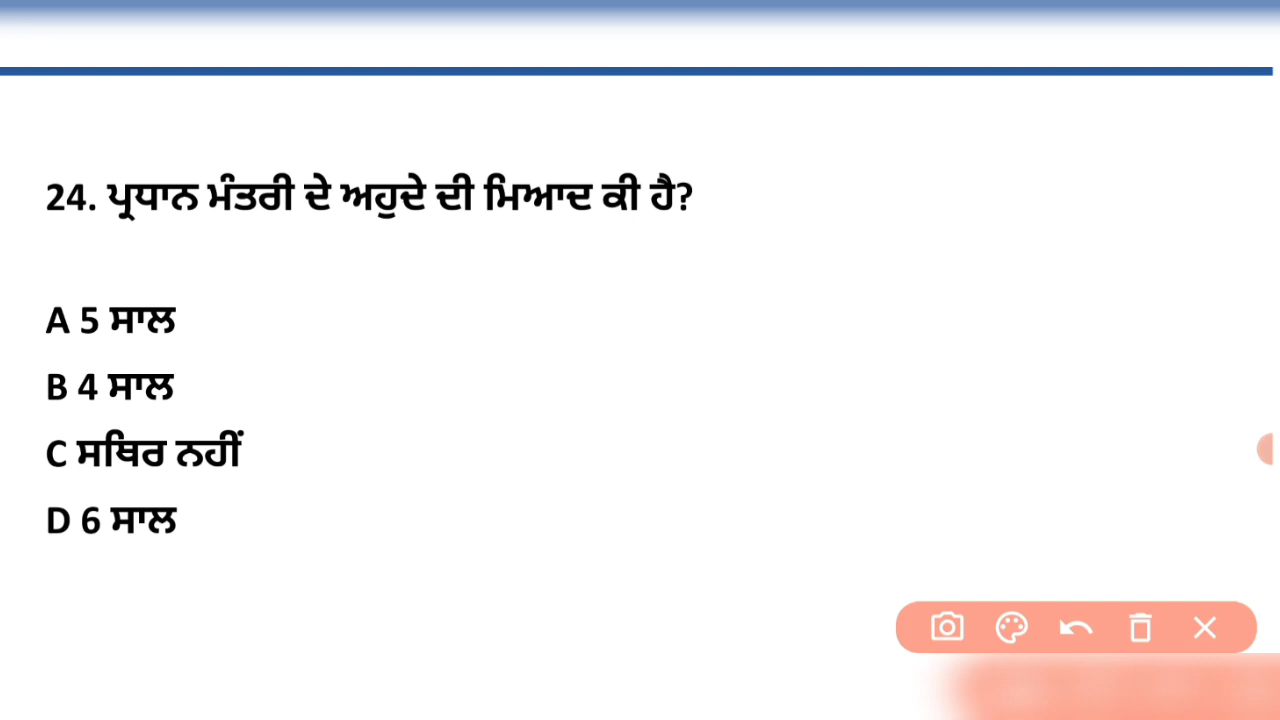 24. ਪ੍ਰਧਾਨ ਮੰਤਰੀ ਦੇ ਅਹੁਦੇ ਦੀ ਮਿਆਦ ਕੀ ਹੈ?
A 5 ਸਾਲ
B 4 ਸਾਲ
C ਸਥਿਰ ਨਹੀਂ
D 6 ਸਾਲ